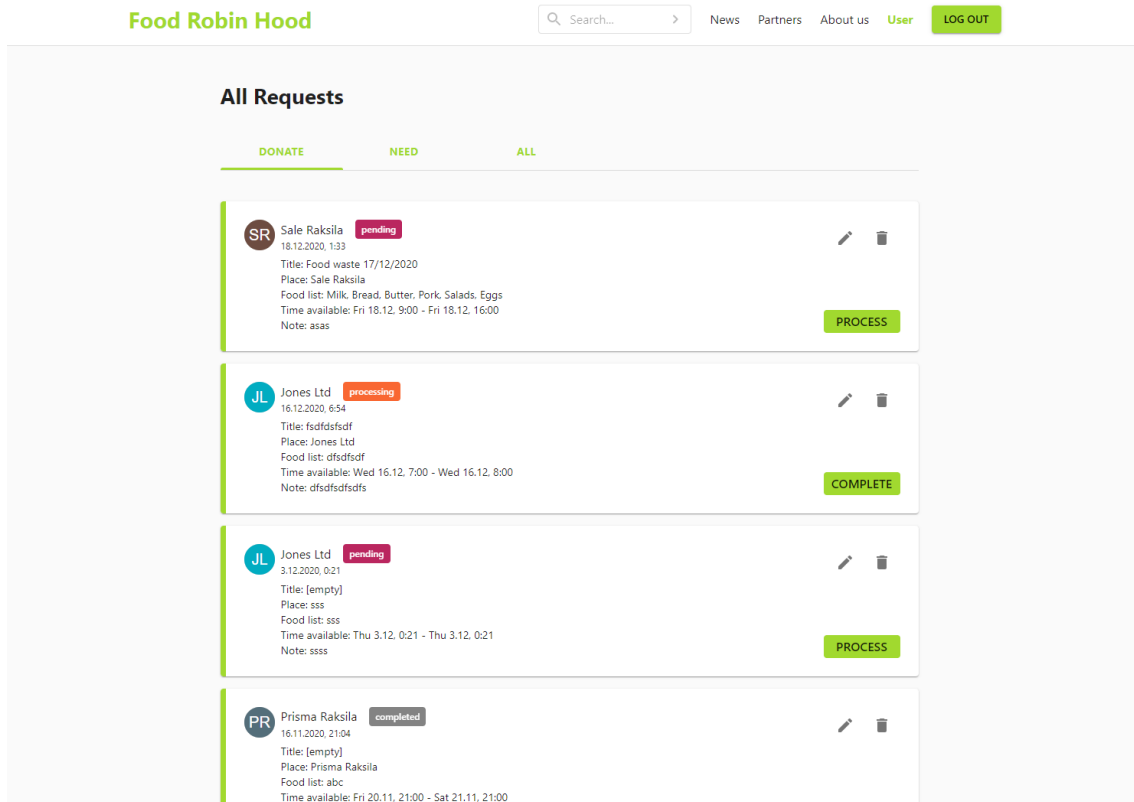 Food Robin Hood
Search...
News
Partners
About us
User
LOG OUT
All Requests
DONATE
NEED
ALL
SR
Sale Raksila
pending
18.12.2020, 1:33
Title: Food waste 17/12/2020
Place: Sale Raksila
Food list: Milk, Bread, Butter, Pork, Salads, Eggs
Time available: Fri 18.12, 9:00 - Fri 18.12, 16:00
Note: asas
PROCESS
JL
Jones Ltd
processing
16.12.2020, 6:54
Title: fsdfdsfsdf
Place: Jones Ltd
Food list: dfsdfsdf
Time available: Wed 16.12, 7:00 - Wed 16.12, 8:00
Note: dfsdfsdfsdfs
COMPLETE
JL
Jones Ltd
pending
3.12.2020, 0:21
Title: [empty]
Place: sss
Food list: sss
Time available: Thu 3.12, 0:21 - Thu 3.12, 0:21
Note: ssss
PROCESS
PR
Prisma Raksila
completed
16.11.2020, 21:04
Title: [empty]
Place: Prisma Raksila
Food list: abc
Time available: Fri 20.11, 21:00 - Sat 21.11, 21:00